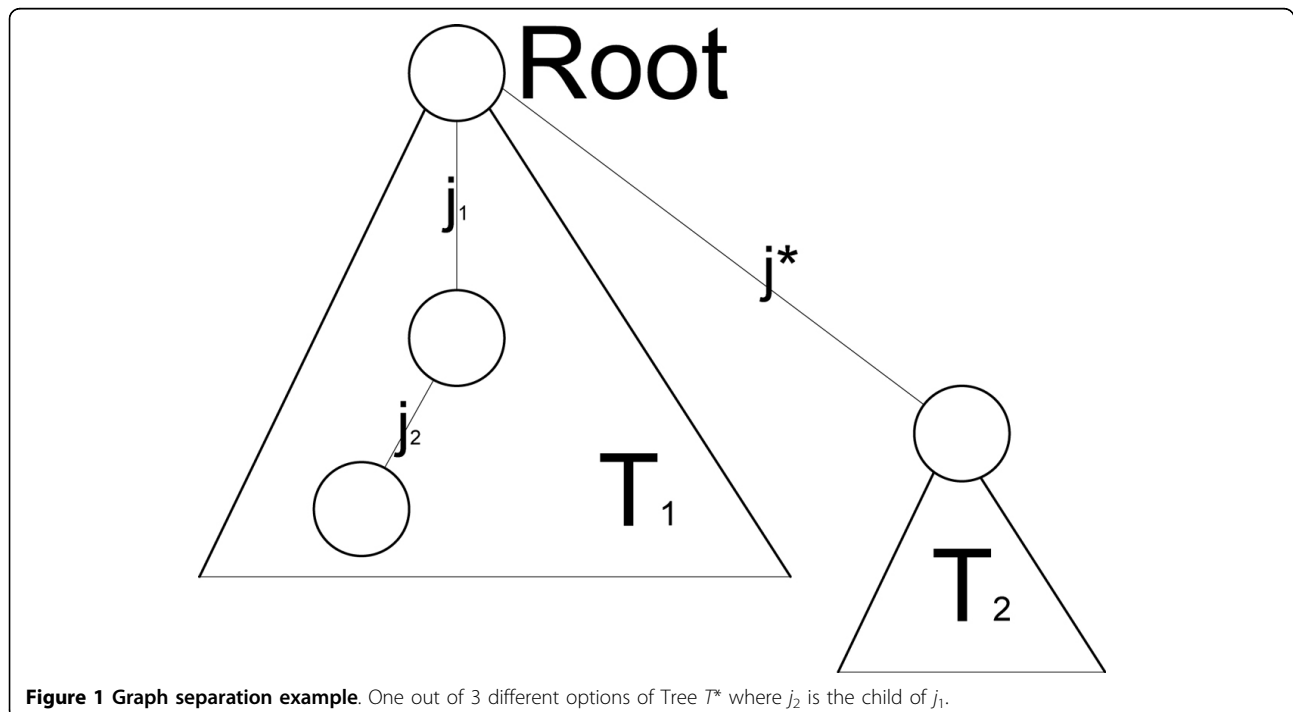 Root
j1
j*
j2
T1
T2
Figure 1 Graph separation example. One out of 3 different options of Tree T* where j2 is the child of j1.